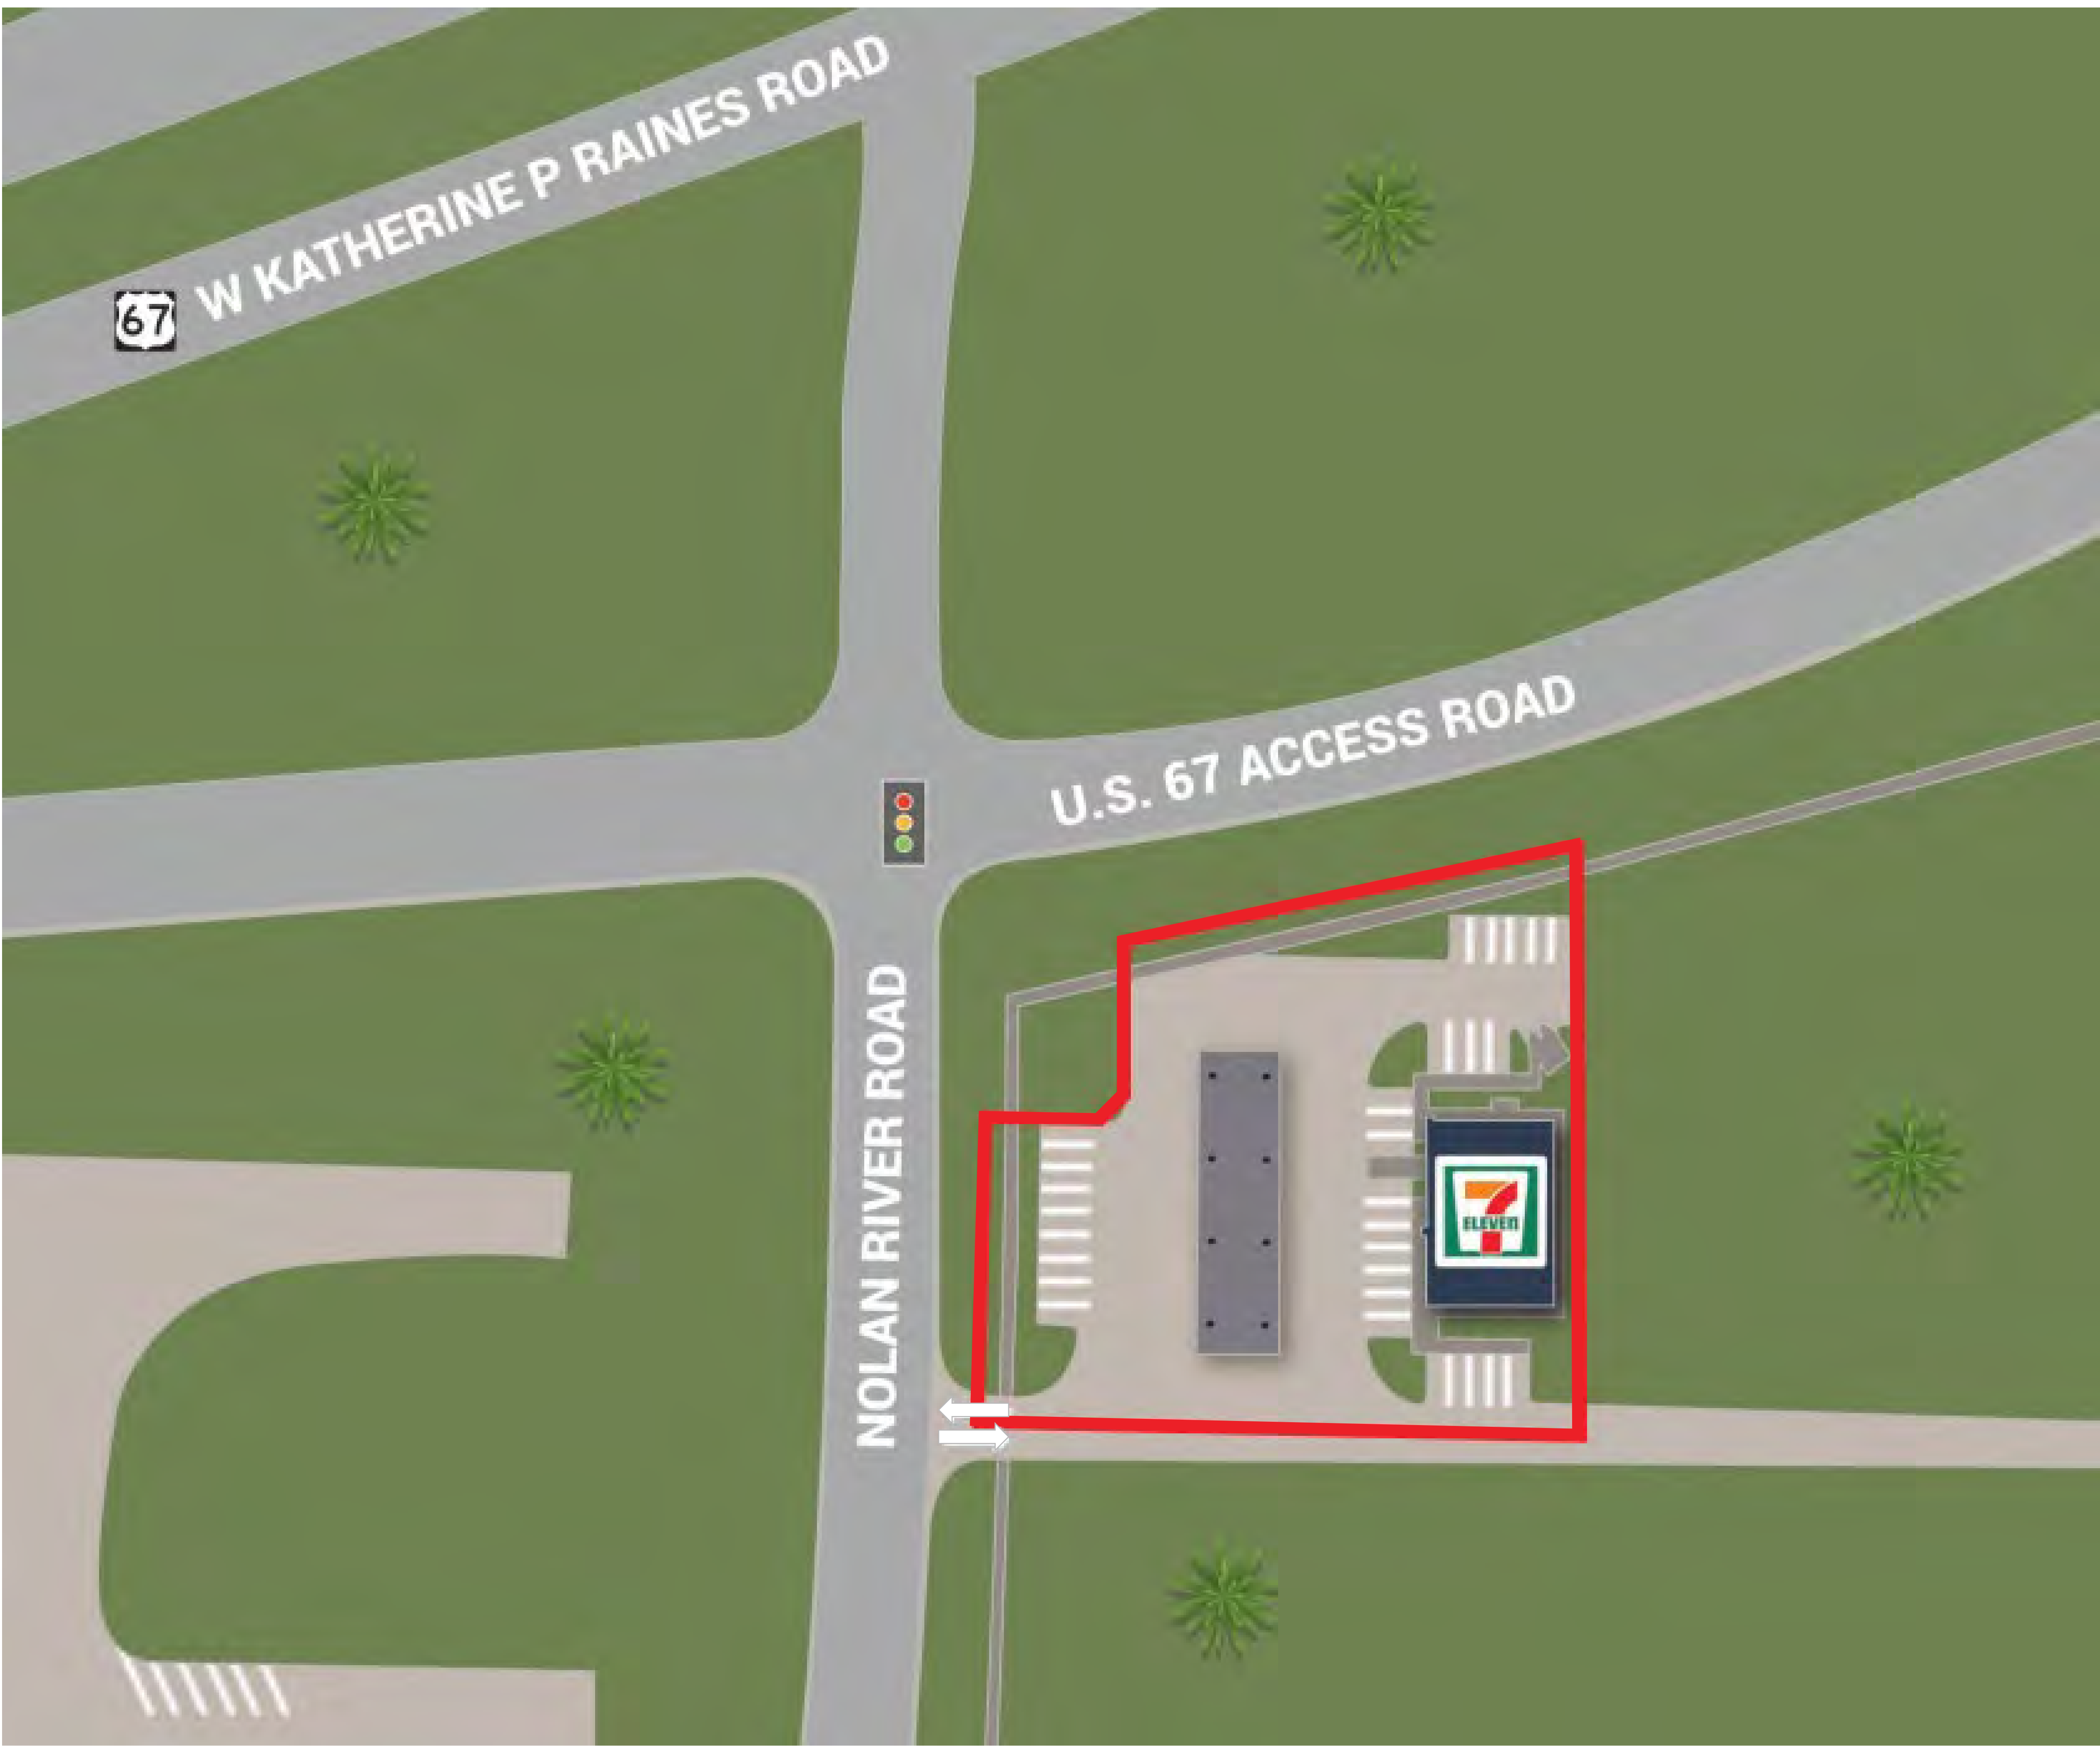 W KATHERINE P RAINES ROAD
67
U.S. 67 ACCESS ROAD
NOLAN RIVER ROAD
7
ELEVEN